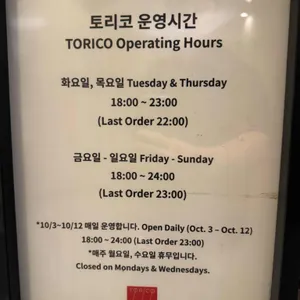 토리코 운영시간
TORICO Operating Hours
화요일, 목요일 Tuesday & Thursday
18:00 ~ 23:00
(Last Order 22:00)
금요일 - 일요일 Friday - Sunday
18:00 ~ 24:00
(Last Order 23:00)
*10/3~10/12 매일 운영합니다. Open Daily (Oct. 3 – Oct. 12)
18:00 ~ 24:00 (Last Order 23:00)
*매주 월요일, 수요일 휴무입니다.
Closed on Mondays & Wednesdays.